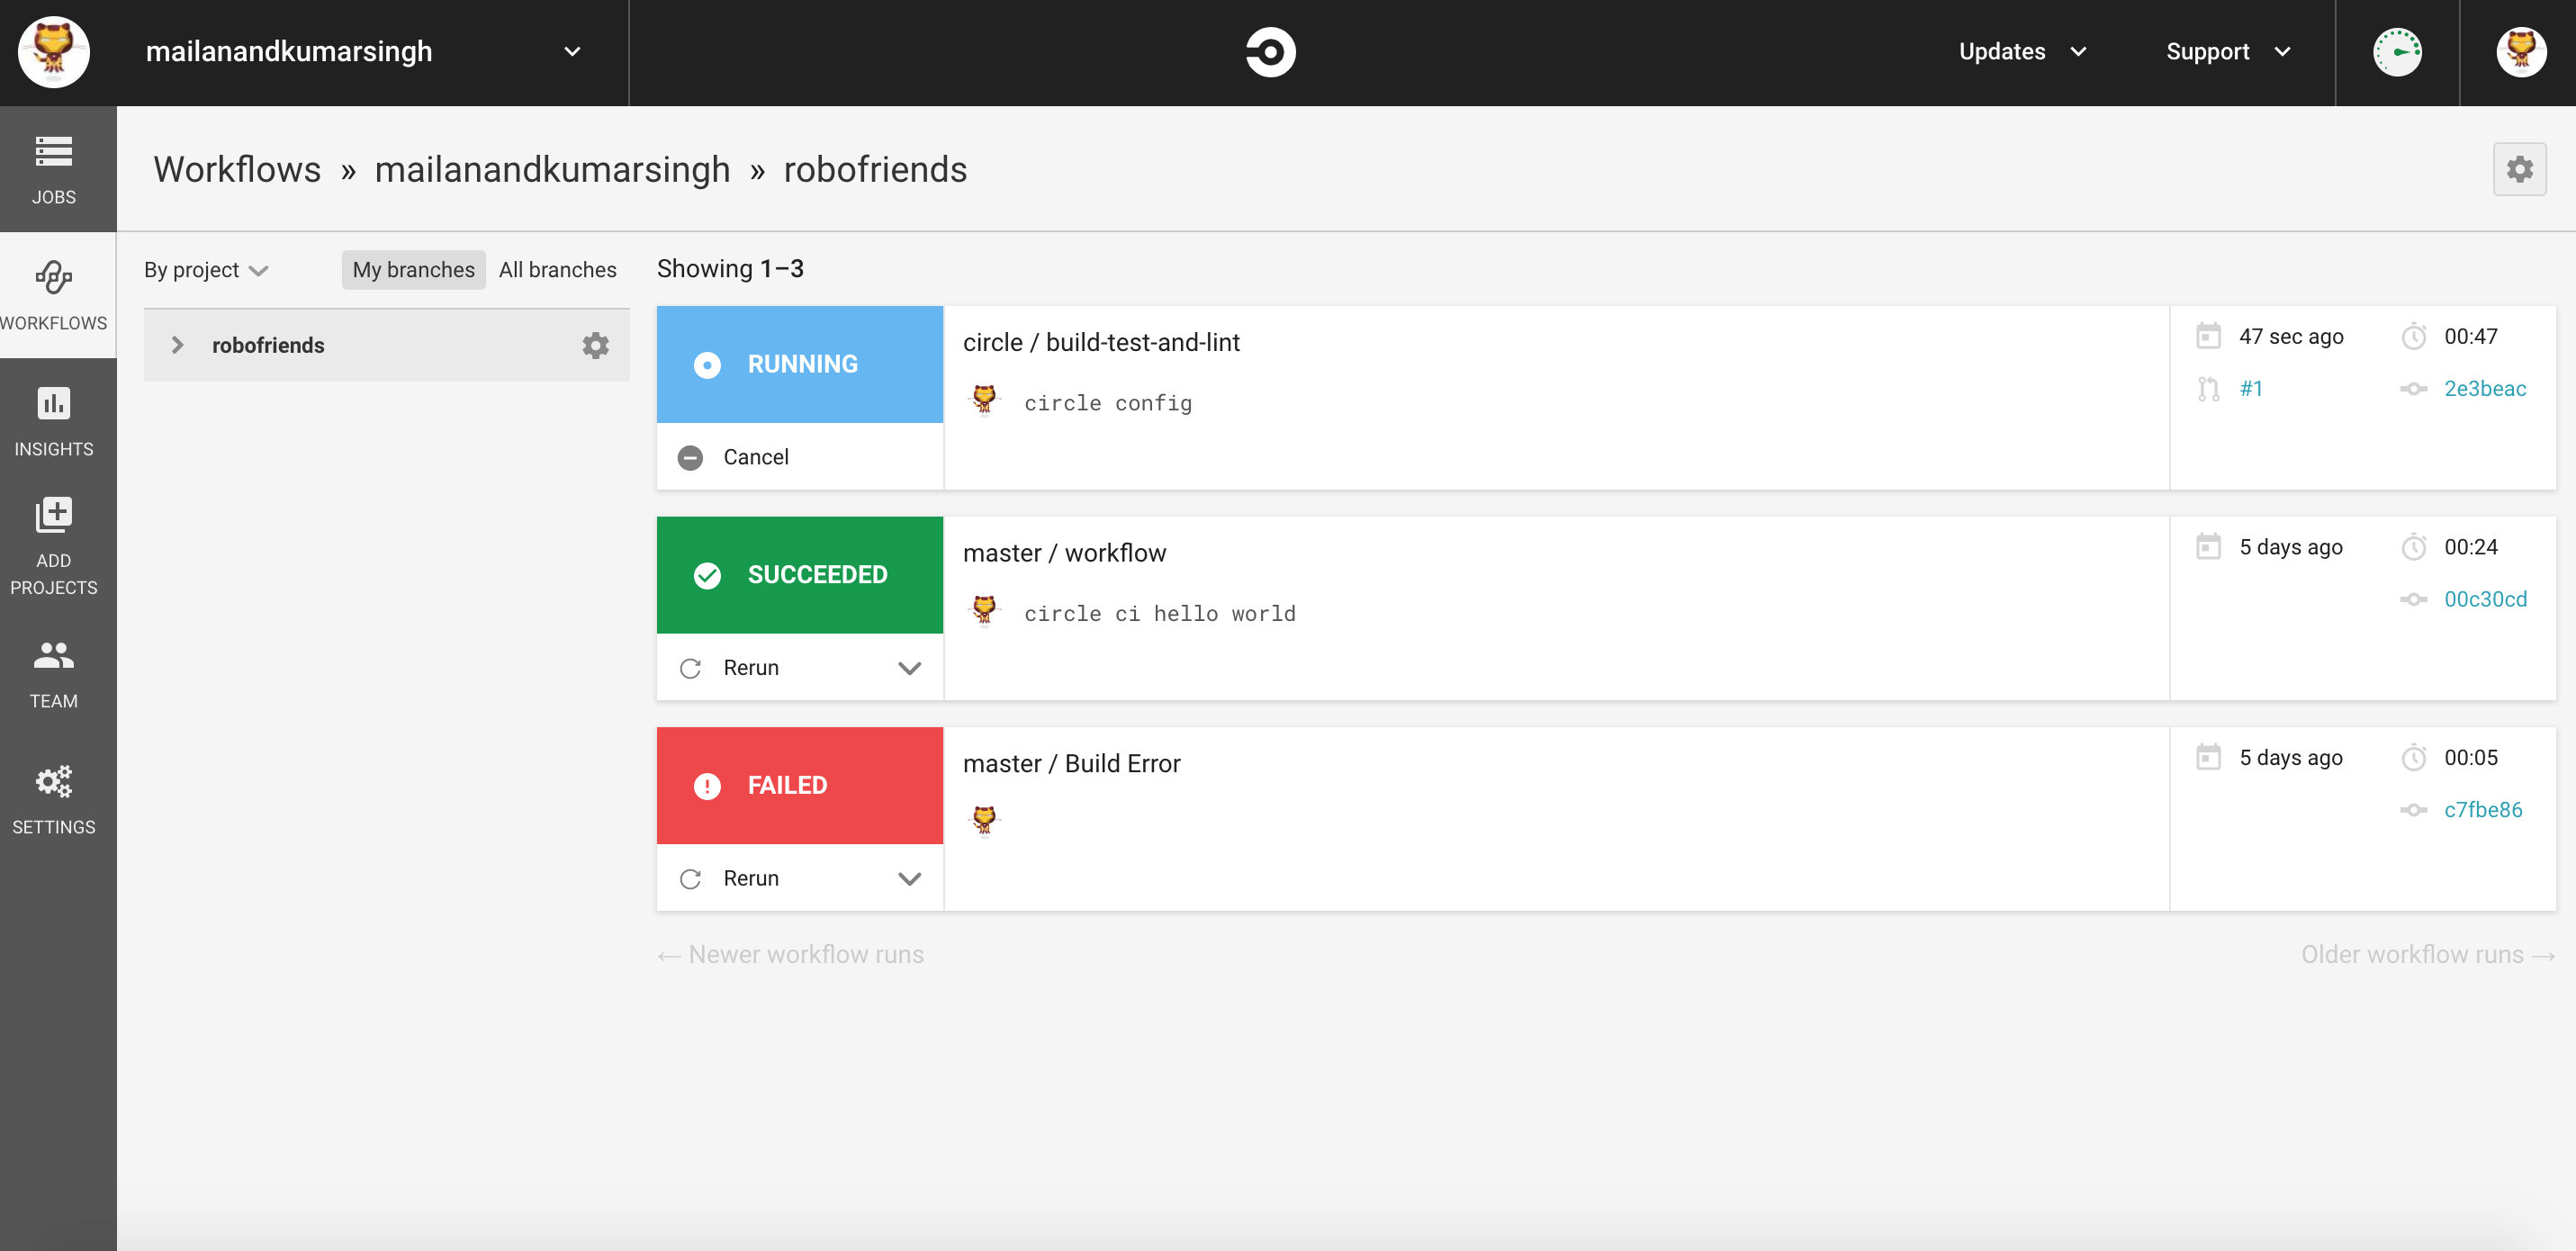 mailanandkumarsingh
Updates
Support
JOBS
WORKFLOWS
INSIGHTS
ADD
PROJECTS
TEAM
SETTINGS
Workflows » mailanandkumarsingh » robofriends
By project
My branches
All branches
robofriends
Showing 1–3
RUNNING
Cancel
circle / build-test-and-lint
circle config
47 sec ago
00:47
#1
2e3beac
SUCCEEDED
Rerun
master / workflow
circle ci hello world
5 days ago
00:24
00c30cd
FAILED
Rerun
master / Build Error
5 days ago
00:05
c7fbe86
← Newer workflow runs
Older workflow runs →